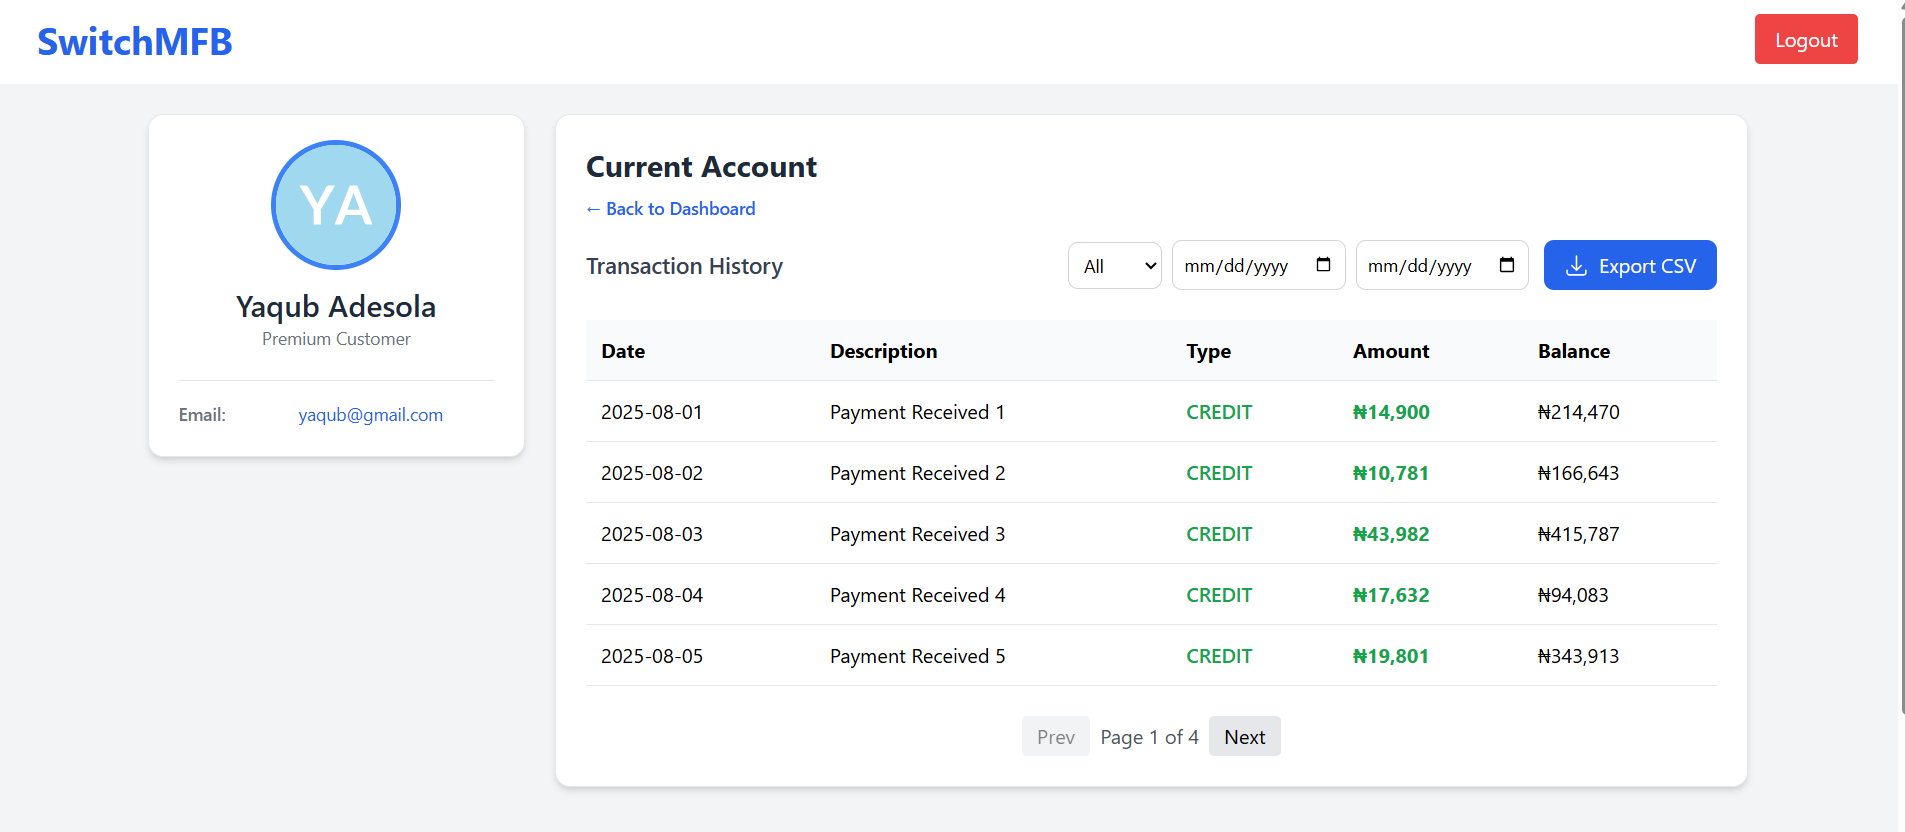 SwitchMFB
Logout
YA
Yaqub Adesola
Premium Customer
Email: yaqub@gmail.com
Current Account
← Back to Dashboard
Transaction History
All mm/dd/yyyy mm/dd/yyyy Export CSV
Date Description Type Amount Balance
2025-08-01 Payment Received 1 CREDIT ₦14,900 ₦214,470
2025-08-02 Payment Received 2 CREDIT ₦10,781 ₦166,643
2025-08-03 Payment Received 3 CREDIT ₦43,982 ₦415,787
2025-08-04 Payment Received 4 CREDIT ₦17,632 ₦94,083
2025-08-05 Payment Received 5 CREDIT ₦19,801 ₦343,913
Prev Page 1 of 4 Next